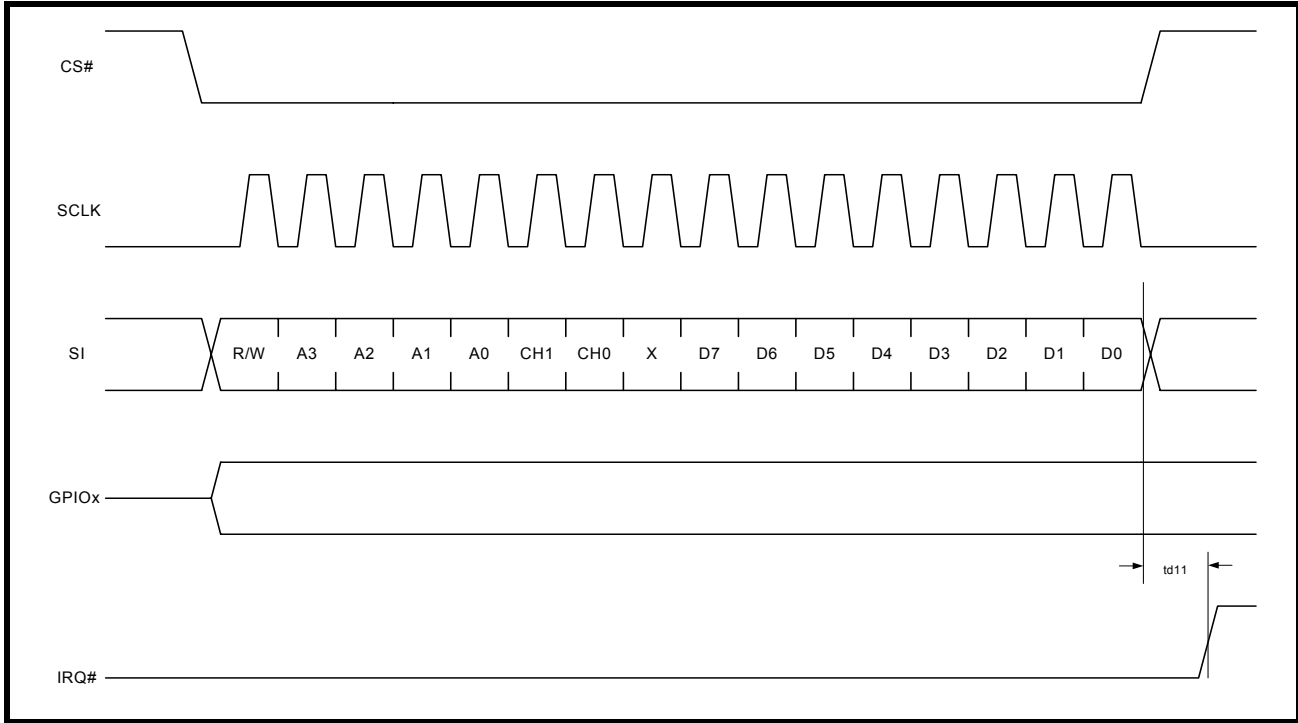 CS#
SCLK
SI
R/W A3 A2 A1 A0 CH1 CH0 X D7 D6 D5 D4 D3 D2 D1 D0
GPIOx
td11
IRQ#